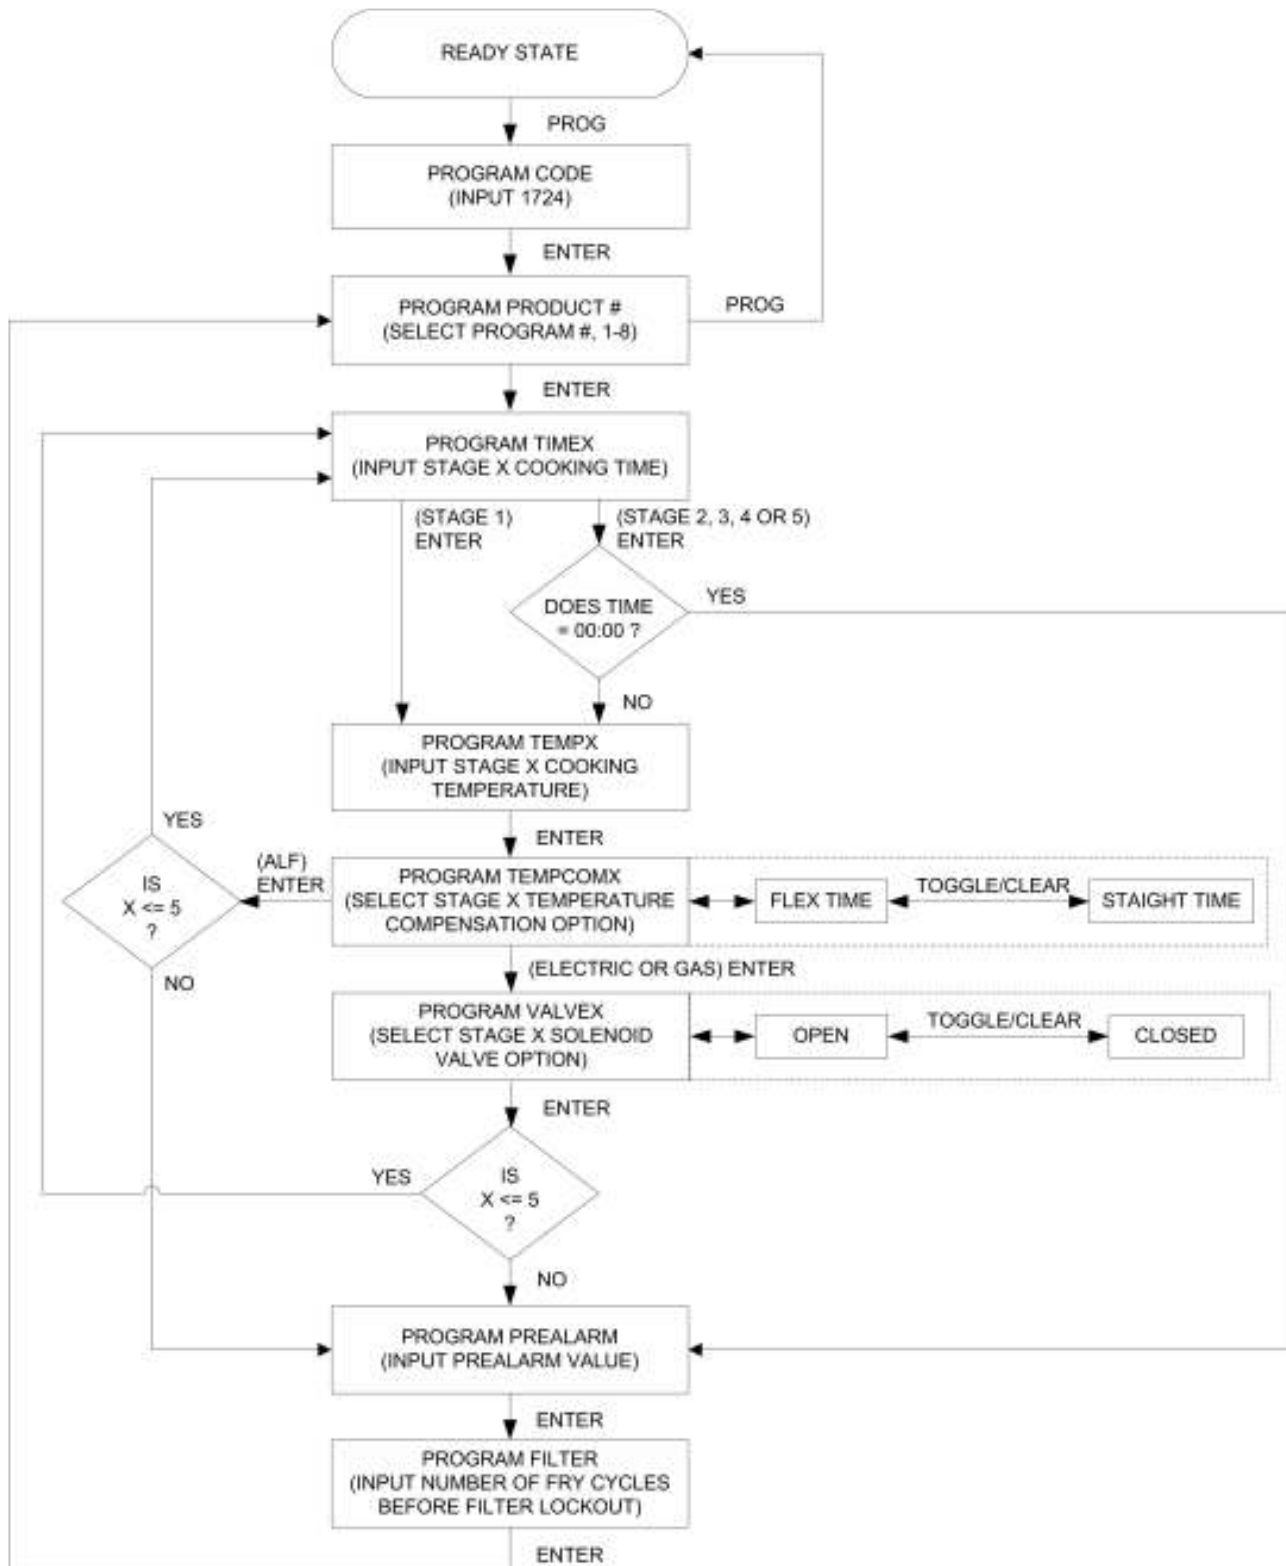 READY STATE
PROG
PROGRAM CODE
(INPUT 1724)
ENTER
PROGRAM PRODUCT #
(SELECT PROGRAM #, 1-8)
PROG
ENTER
PROGRAM TIMEX
(INPUT STAGE X COOKING TIME)
(STAGE 1)
ENTER
(STAGE 2, 3, 4 OR 5)
ENTER
DOES TIME
= 00:00 ?
YES
NO
PROGRAM TEMPX
(INPUT STAGE X COOKING
TEMPERATURE)
ENTER
YES
IS
X <= 5
?
NO
(ALF)
ENTER
PROGRAM TEMPCOMX
(SELECT STAGE X TEMPERATURE
COMPENSATION OPTION)
FLEX TIME
TOGGLE/CLEAR
STAIGHT TIME
(ELECTRIC OR GAS) ENTER
PROGRAM VALVEX
(SELECT STAGE X SOLENOID
VALVE OPTION)
OPEN
TOGGLE/CLEAR
CLOSED
ENTER
YES
IS
X <= 5
?
NO
PROGRAM PREALARM
(INPUT PREALARM VALUE)
ENTER
PROGRAM FILTER
(INPUT NUMBER OF FRY CYCLES
BEFORE FILTER LOCKOUT)
ENTER